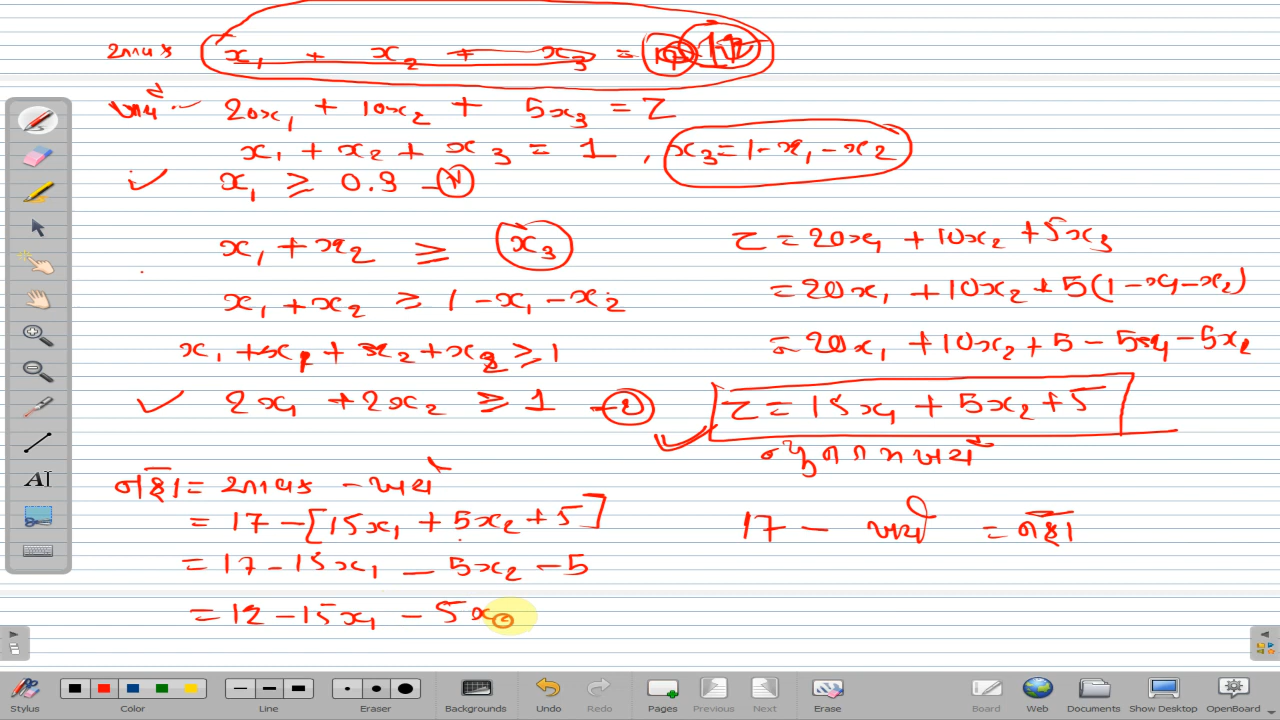 આવક x₁ + x₂ + x₃ = 17
ખર્ચ - 20x₁ + 10x₂ + 5x₃ = Z
x₁ + x₂ + x₃ = 1, x₃ = 1 - x₁ - x₂
✓ x₁ ≥ 0.3 - ①
x₁ + x₂ ≥ x₃
x₁ + x₂ ≥ 1 - x₁ - x₂
x₁ + x₁ + x₂ + x₂ ≥ 1
✓ 2x₁ + 2x₂ ≥ 1 - ②
Z = 20x₁ + 10x₂ + 5x₃
= 20x₁ + 10x₂ + 5(1 - x₁ - x₂)
= 20x₁ + 10x₂ + 5 - 5x₁ - 5x₂
✓ Z = 15x₁ + 5x₂ + 5
ન્યુનતમ ખર્ચ
નફો = આવક - ખર્ચ
= 17 - [15x₁ + 5x₂ + 5]
= 17 - 15x₁ - 5x₂ - 5
= 12 - 15x₁ - 5x₂
17 - ખર્ચ = નફો
Stylus Color Line Eraser Backgrounds Undo Redo Pages Previous Next Erase Board Web Documents Show Desktop OpenBoard